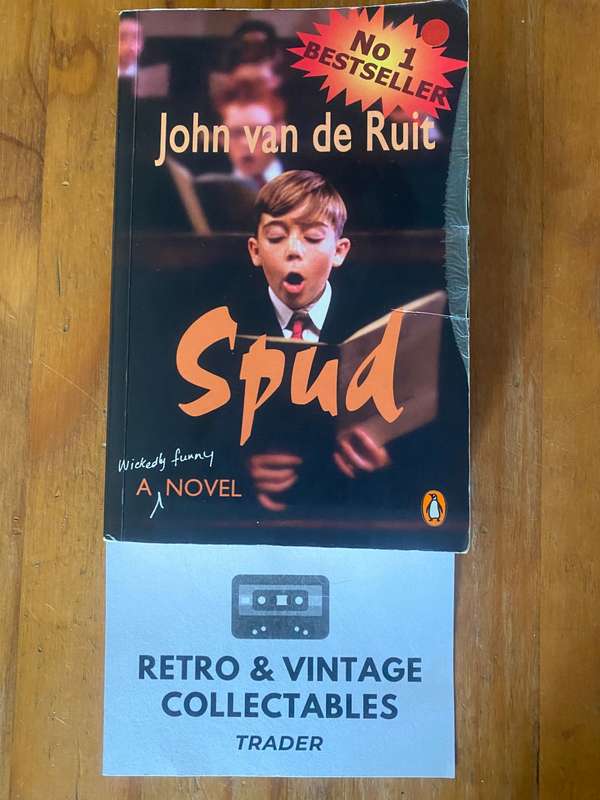 No 1
BESTSELLER
John van de Ruit
Spud
Wickedly funny
A NOVEL
RETRO & VINTAGE
COLLECTABLES
TRADER